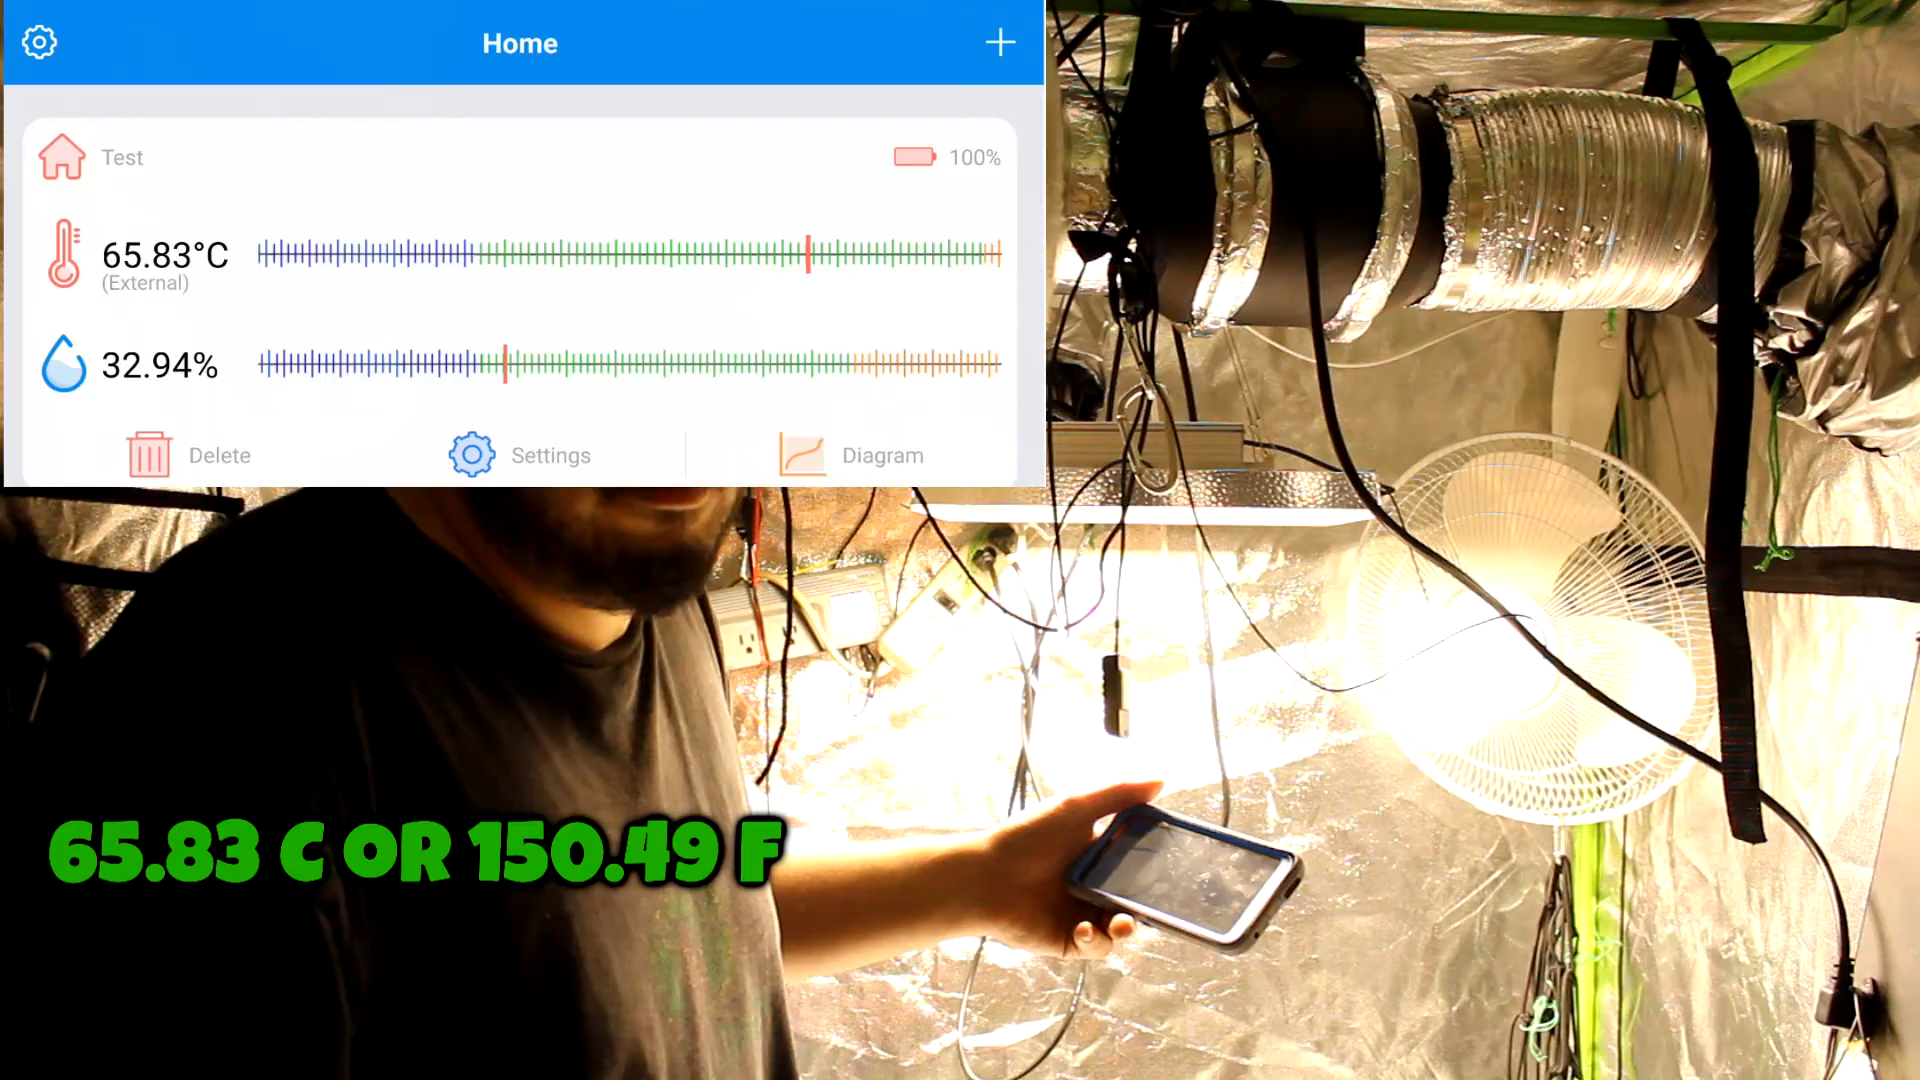 Home
Test
100%
65.83°C
(External)
32.94%
Delete
Settings
Diagram
65.83 C OR 150.49 F